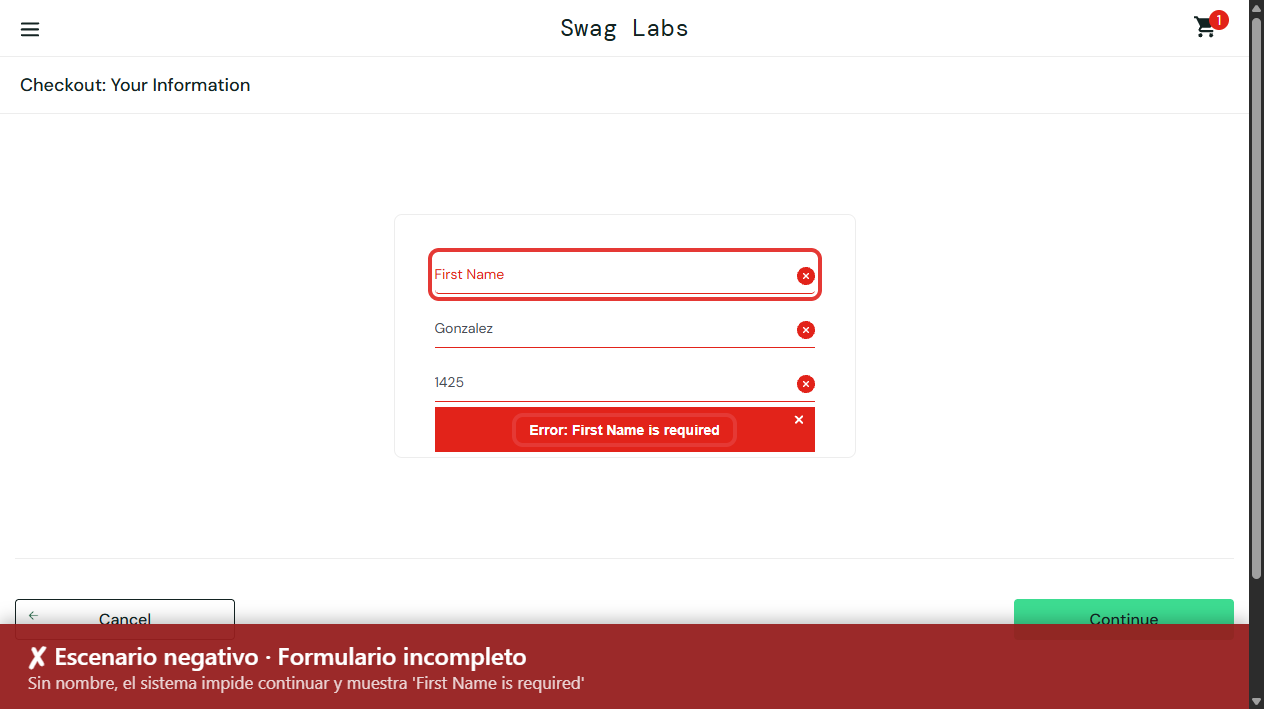 Swag Labs
1
Checkout: Your Information
First Name
Gonzalez
1425
Error: First Name is required
Cancel
Continue
✗ Escenario negativo · Formulario incompleto
Sin nombre, el sistema impide continuar y muestra 'First Name is required'